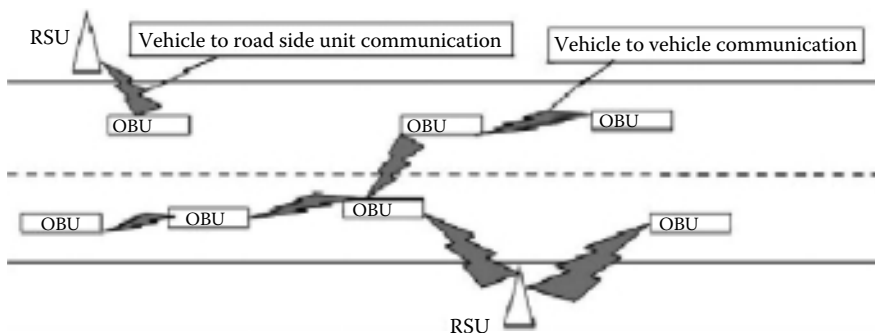 RSU
Vehicle to road side unit communication
Vehicle to vehicle communication
OBU
OBU
OBU
OBU
OBU
OBU
OBU
RSU